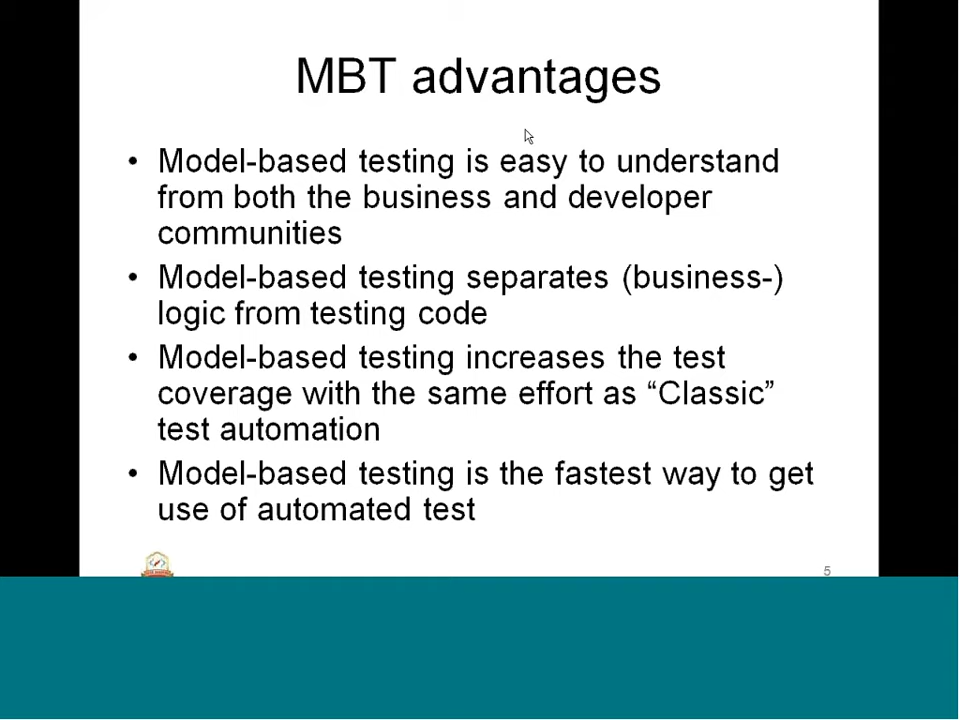 MBT advantages
• Model-based testing is easy to understand
from both the business and developer
communities
• Model-based testing separates (business-)
logic from testing code
• Model-based testing increases the test
coverage with the same effort as “Classic”
test automation
• Model-based testing is the fastest way to get
use of automated test
5